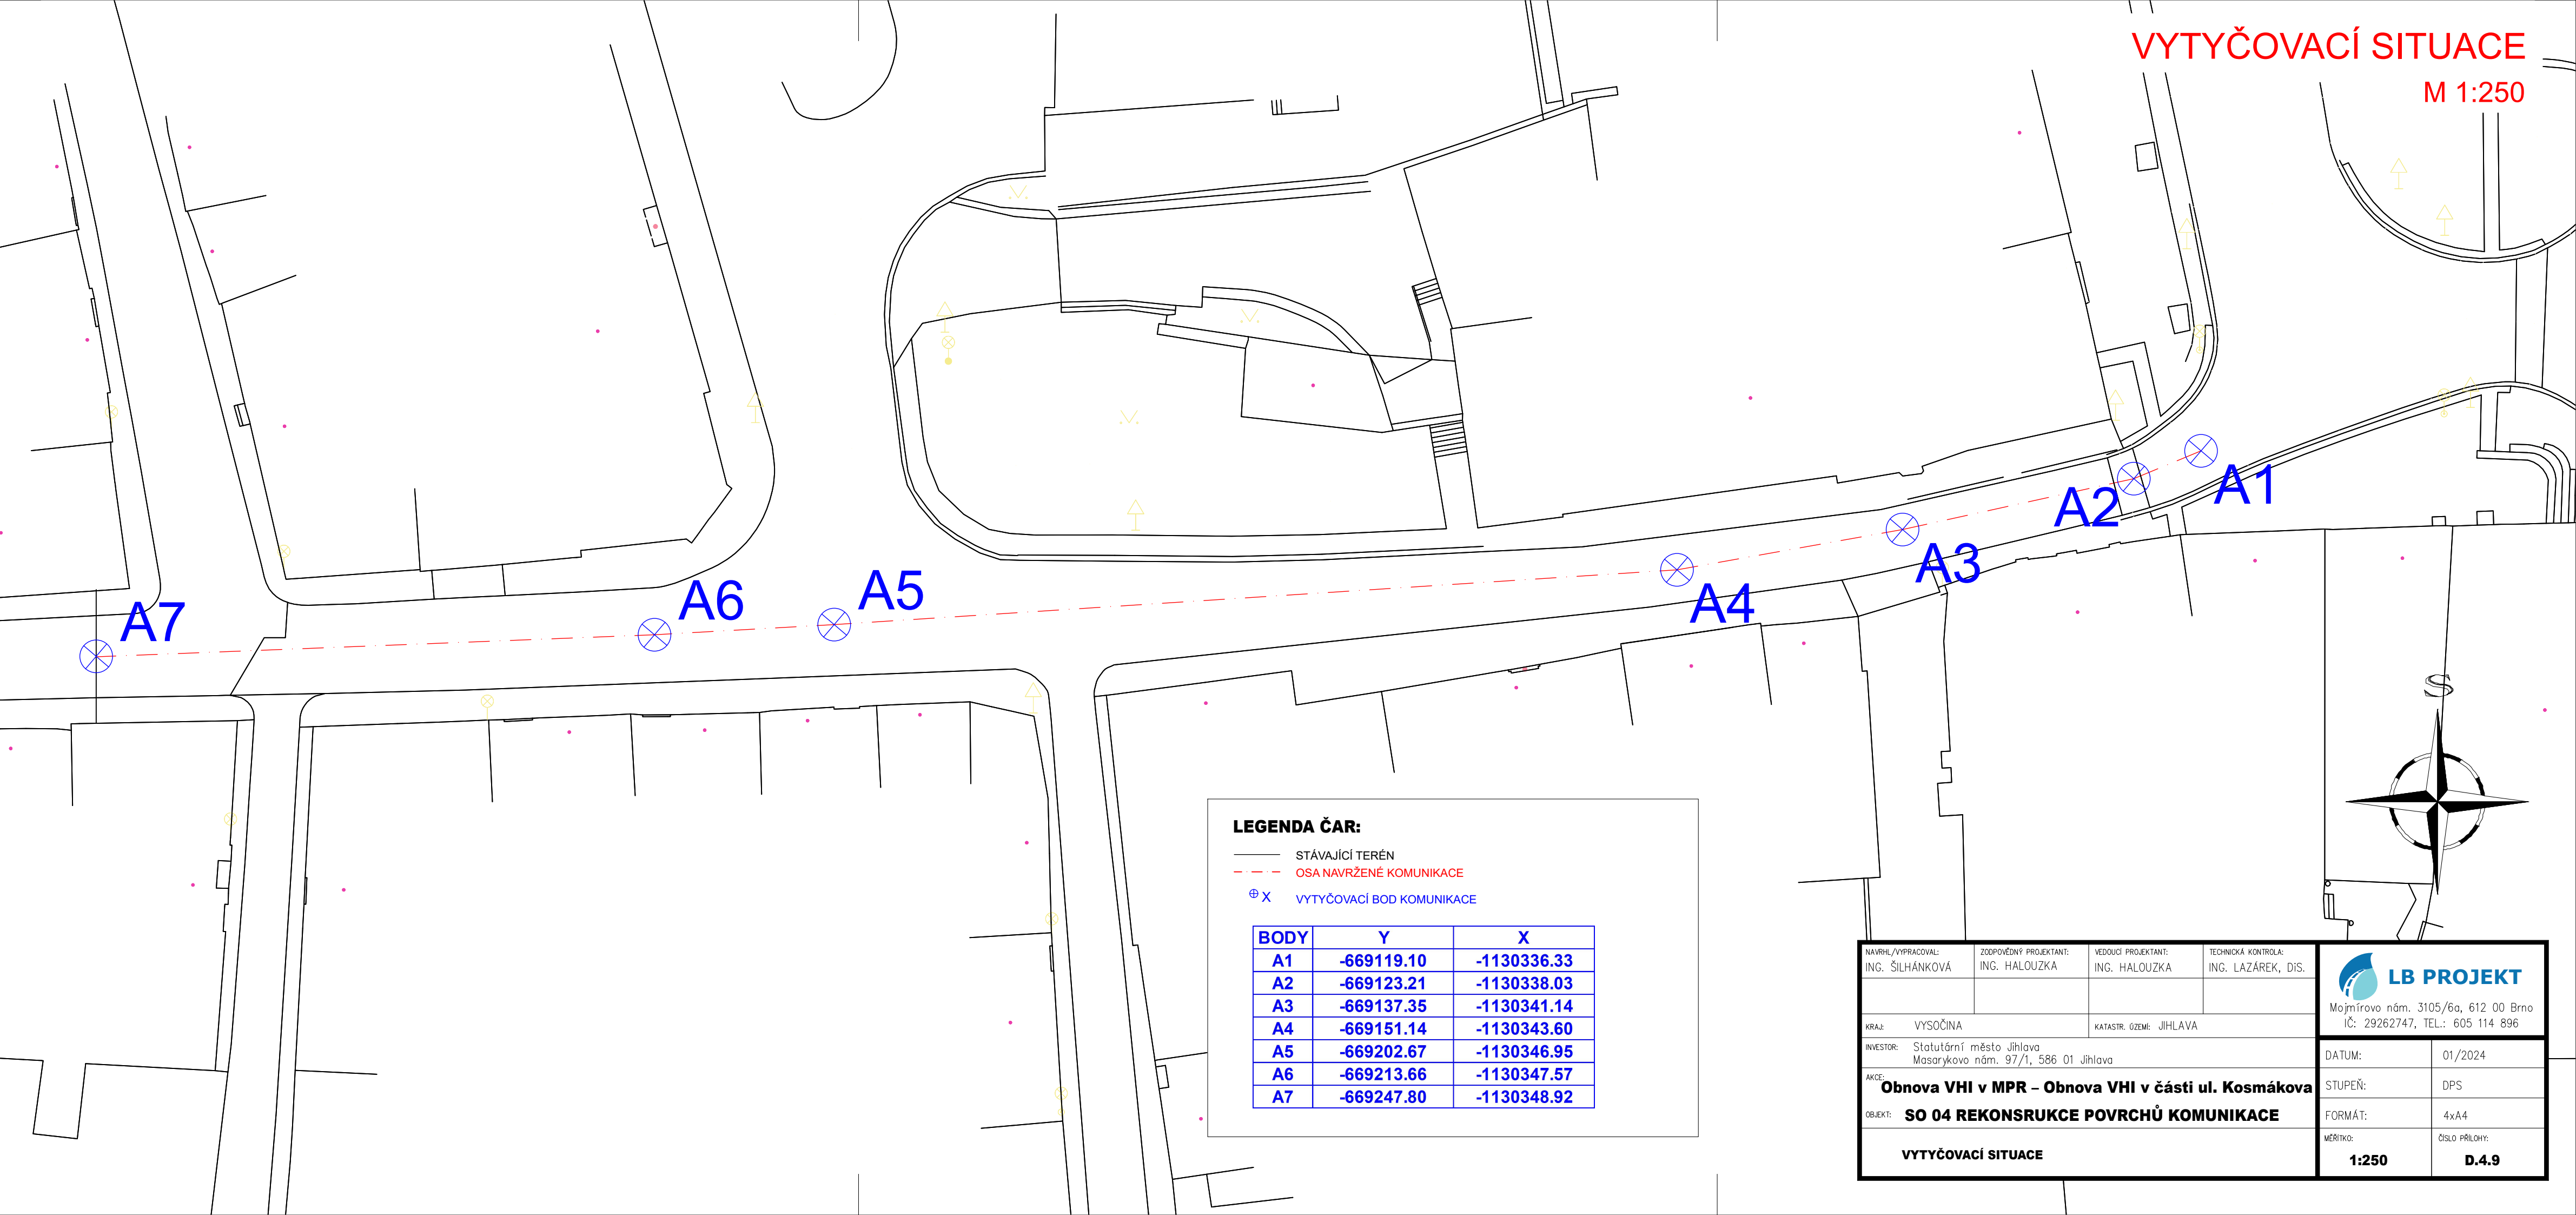 VYTYČOVACÍ SITUACE
M 1:250
A1
A2
A3
A4
A5
A6
A7
S
LEGENDA ČAR:
STÁVAJÍCÍ TERÉN
OSA NAVRŽENÉ KOMUNIKACE
X VYTYČOVACÍ BOD KOMUNIKACE
BODY Y X
A1 -669119.10 -1130336.33
A2 -669123.21 -1130338.03
A3 -669137.35 -1130341.14
A4 -669151.14 -1130343.60
A5 -669202.67 -1130346.95
A6 -669213.66 -1130347.57
A7 -669247.80 -1130348.92
NAVRHL/VYPRACOVAL: ZODPOVĚDNÝ PROJEKTANT: VEDOUCÍ PROJEKTANT: TECHNICKÁ KONTROLA:
ING. ŠILHÁNKOVÁ ING. HALOUZKA ING. HALOUZKA ING. LAZÁREK, DiS.
KRAJ: VYSOČINA KATASTR. ÚZEMÍ: JIHLAVA
INVESTOR: Statutární město Jihlava
Masarykovo nám. 97/1, 586 01 Jihlava
AKCE: Obnova VHI v MPR – Obnova VHI v části ul. Kosmákova
OBJEKT: SO 04 REKONSRUKCE POVRCHŮ KOMUNIKACE
VYTYČOVACÍ SITUACE
LB PROJEKT
Mojmírovo nám. 3105/6a, 612 00 Brno
IČ: 29262747, TEL.: 605 114 896
DATUM: 01/2024
STUPEŇ: DPS
FORMÁT: 4xA4
MĚŘÍTKO: ČÍSLO PŘÍLOHY:
1:250 D.4.9